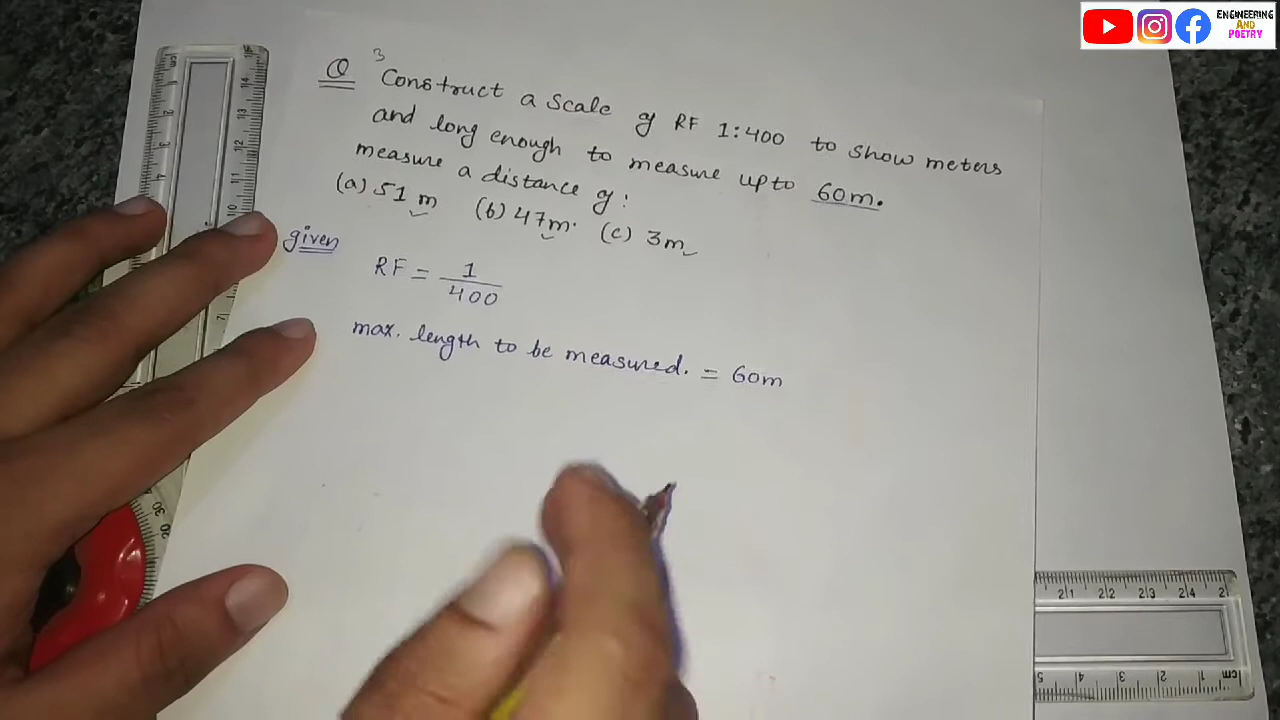 ENGINEERING
AND
POETRY
Q 3 Construct a scale of RF 1:400 to show meters
and long enough to measure upto 60m.
measure a distance of:
(a) 51 m (b) 47m. (c) 3m
given
RF = 1/400
max. length to be measured. = 60m